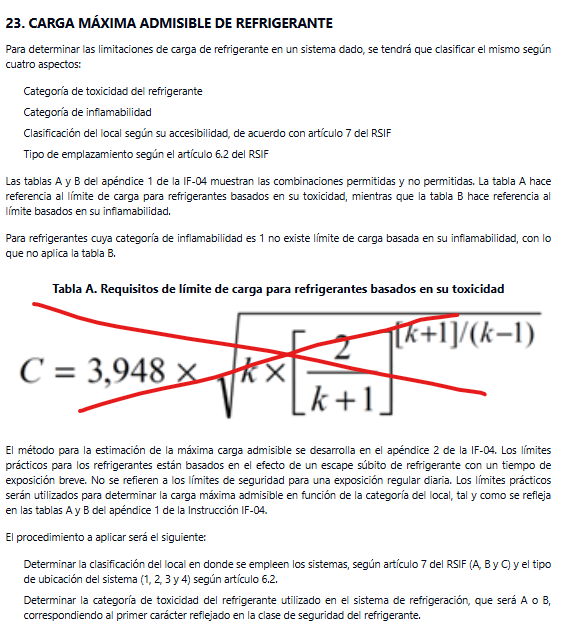 23. CARGA MÁXIMA ADMISIBLE DE REFRIGERANTE
Para determinar las limitaciones de carga de refrigerante en un sistema dado, se tendrá que clasificar el mismo según
cuatro aspectos:
Categoría de toxicidad del refrigerante
Categoría de inflamabilidad
Clasificación del local según su accesibilidad, de acuerdo con artículo 7 del RSIF
Tipo de emplazamiento según el artículo 6.2 del RSIF
Las tablas A y B del apéndice 1 de la IF-04 muestran las combinaciones permitidas y no permitidas. La tabla A hace
referencia al límite de carga para refrigerantes basados en su toxicidad, mientras que la tabla B hace referencia al
límite basados en su inflamabilidad.
Para refrigerantes cuya categoría de inflamabilidad es 1 no existe límite de carga basada en su inflamabilidad, con lo
que no aplica la tabla B.
Tabla A. Requisitos de límite de carga para refrigerantes basados en su toxicidad
C = 3,948 × √k × [2/k+1]^[k+1]/(k−1)
El método para la estimación de la máxima carga admisible se desarrolla en el apéndice 2 de la IF-04. Los límites
prácticos para los refrigerantes están basados en el efecto de un escape súbito de refrigerante con un tiempo de
exposición breve. No se refieren a los límites de seguridad para una exposición regular diaria. Los límites prácticos
serán utilizados para determinar la carga máxima admisible en función de la categoría del local, tal y como se refleja
en las tablas A y B del apéndice 1 de la Instrucción IF-04.
El procedimiento a aplicar será el siguiente:
Determinar la clasificación del local en donde se empleen los sistemas, según artículo 7 del RSIF (A, B y C) y el tipo
de ubicación del sistema (1, 2, 3 y 4) según artículo 6.2.
Determinar la categoría de toxicidad del refrigerante utilizado en el sistema de refrigeración, que será A o B,
correspondiendo al primer carácter reflejado en la clase de seguridad del refrigerante.